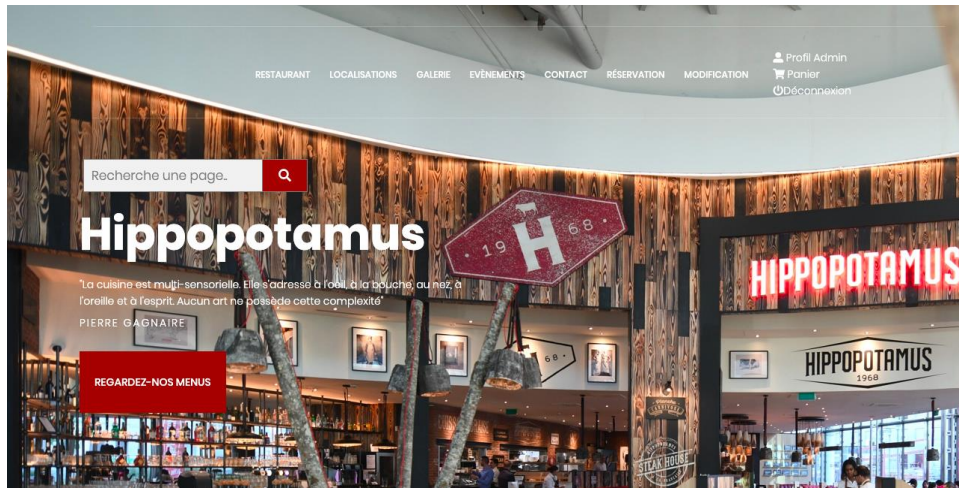 Profil Admin
RESTAURANT LOCALISATIONS GALERIE EVÈNEMENTS CONTACT RÉSERVATION MODIFICATION
Panier
Déconnexion
Recherche une page..
Hippopotamus
19 H 68
HIPPOPOTAMUS
"La cuisine est multi-sensorielle. Elle s'adresse à l'oeil, à la bouche, au nez, à
l'oreille et à l'esprit. Aucun art ne possède cette complexité"
PIERRE GAGNAIRE
68
HIPPOPOTAMUS
1968
REGARDEZ-NOS MENUS
STEAK HOUSE